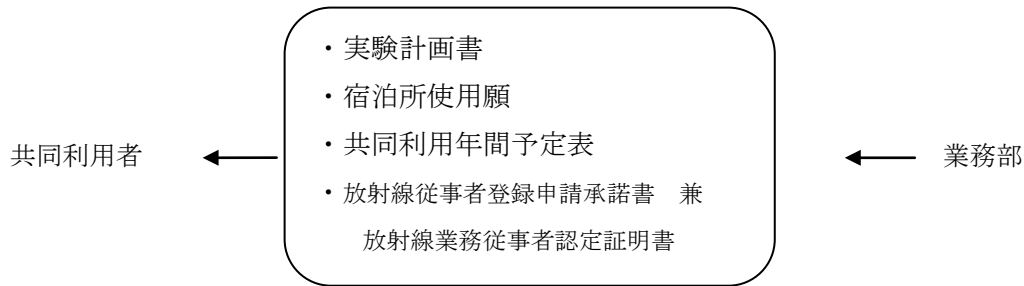 ・実験計画書
・宿泊所使用願
・共同利用年間予定表
・放射線従事者登録申請承諾書　兼
放射線業務従事者認定証明書
共同利用者
業務部